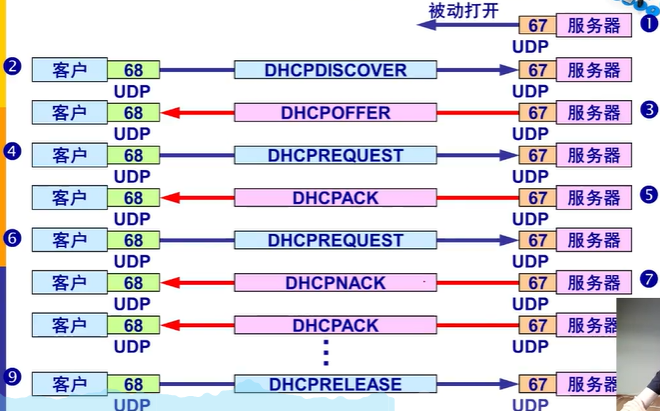 被动打开 67 服务器 ❶
UDP
❷ 客户 68 DHCPDISCOVER 67 服务器
UDP UDP
客户 68 DHCPOFFER 67 服务器 ❸
UDP UDP
❹ 客户 68 DHCPREQUEST 67 服务器
UDP UDP
客户 68 DHCPACK 67 服务器 ❺
UDP UDP
❻ 客户 68 DHCPREQUEST 67 服务器
UDP UDP
客户 68 DHCPNACK 67 服务器 ❼
UDP UDP
客户 68 DHCPACK 67 服务器
UDP UDP
⋮
❾ 客户 68 DHCPRELEASE 67 服务器
UDP UDP